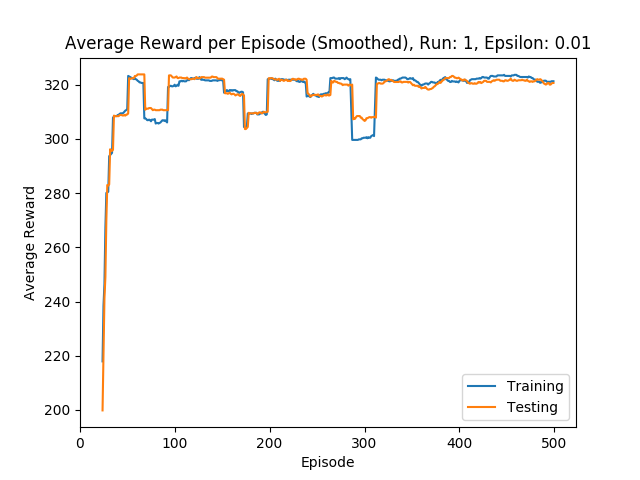 Average Reward per Episode (Smoothed), Run: 1, Epsilon: 0.01
Average Reward
320
300
280
260
240
220
200
0 100 200 300 400 500
Episode
Training
Testing